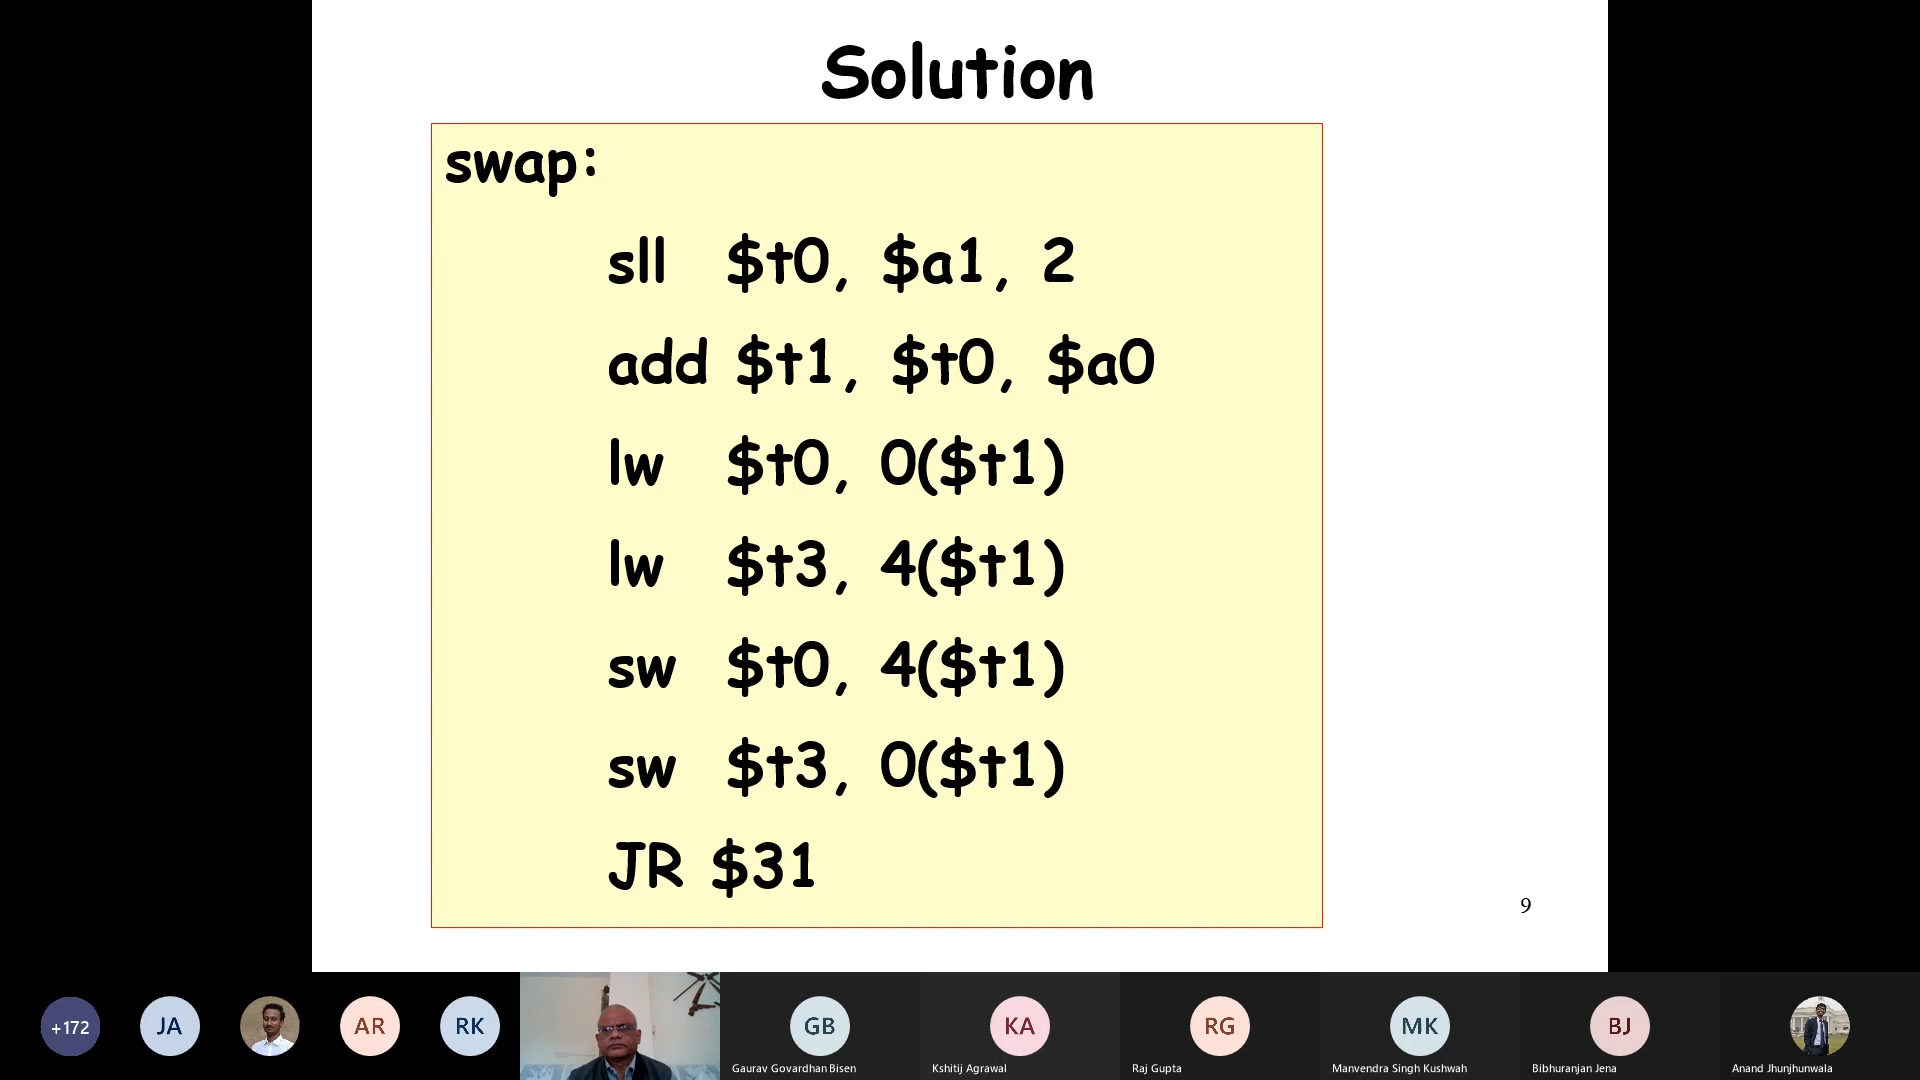 Solution
swap:
sll $t0, $a1, 2
add $t1, $t0, $a0
lw $t0, 0($t1)
lw $t3, 4($t1)
sw $t0, 4($t1)
sw $t3, 0($t1)
JR $31
9
+172
JA
AR
RK
GB
KA
RG
MK
BJ
Gaurav Govardhan Bisen
Kshitij Agrawal
Raj Gupta
Manvendra Singh Kushwah
Bibhuranjan Jena
Anand Jhunjhunwala